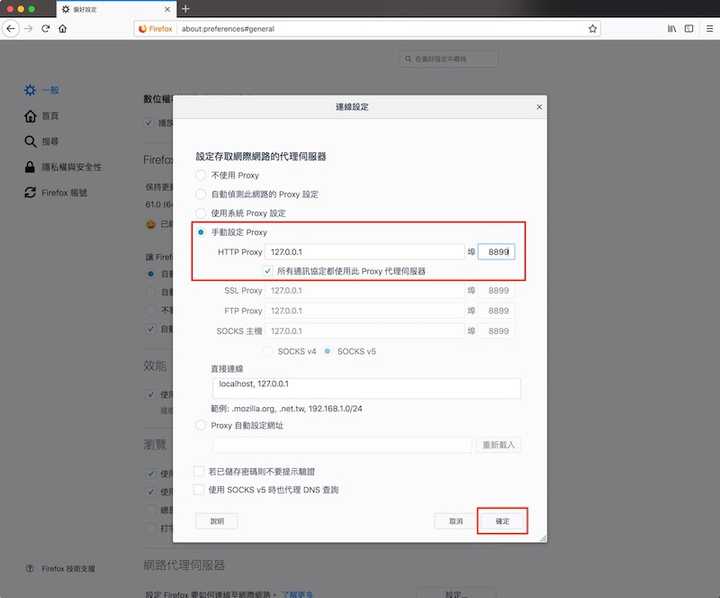 偏好設定
Firefox
about:preferences#general
在偏好設定中尋找
一般
首頁
搜尋
隱私權與安全性
Firefox 帳號
Firefox 技術支援
數位權
播放
Firefox
保持更新
61.0 (64
已經
讓 Firef
自動
自動
不要
自動
效能
使用
瀏覽
使用
使用
總是
打字
網路代理伺服器
設定 Firefox 要如何連線至網際網路。 了解更多
設定...
連線設定
設定存取網際網路的代理伺服器
不使用 Proxy
自動偵測此網路的 Proxy 設定
使用系統 Proxy 設定
手動設定 Proxy
HTTP Proxy 127.0.0.1 埠 8899
所有通訊協定都使用此 Proxy 代理伺服器
SSL Proxy 127.0.0.1 埠 8899
FTP Proxy 127.0.0.1 埠 8899
SOCKS 主機 127.0.0.1 埠 8899
SOCKS v4 SOCKS v5
直接連線
localhost, 127.0.0.1
範例: .mozilla.org, .net.tw, 192.168.1.0/24
Proxy 自動設定網址
重新載入
若已儲存密碼則不要提示驗證
使用 SOCKS v5 時也代理 DNS 查詢
說明 取消 確定